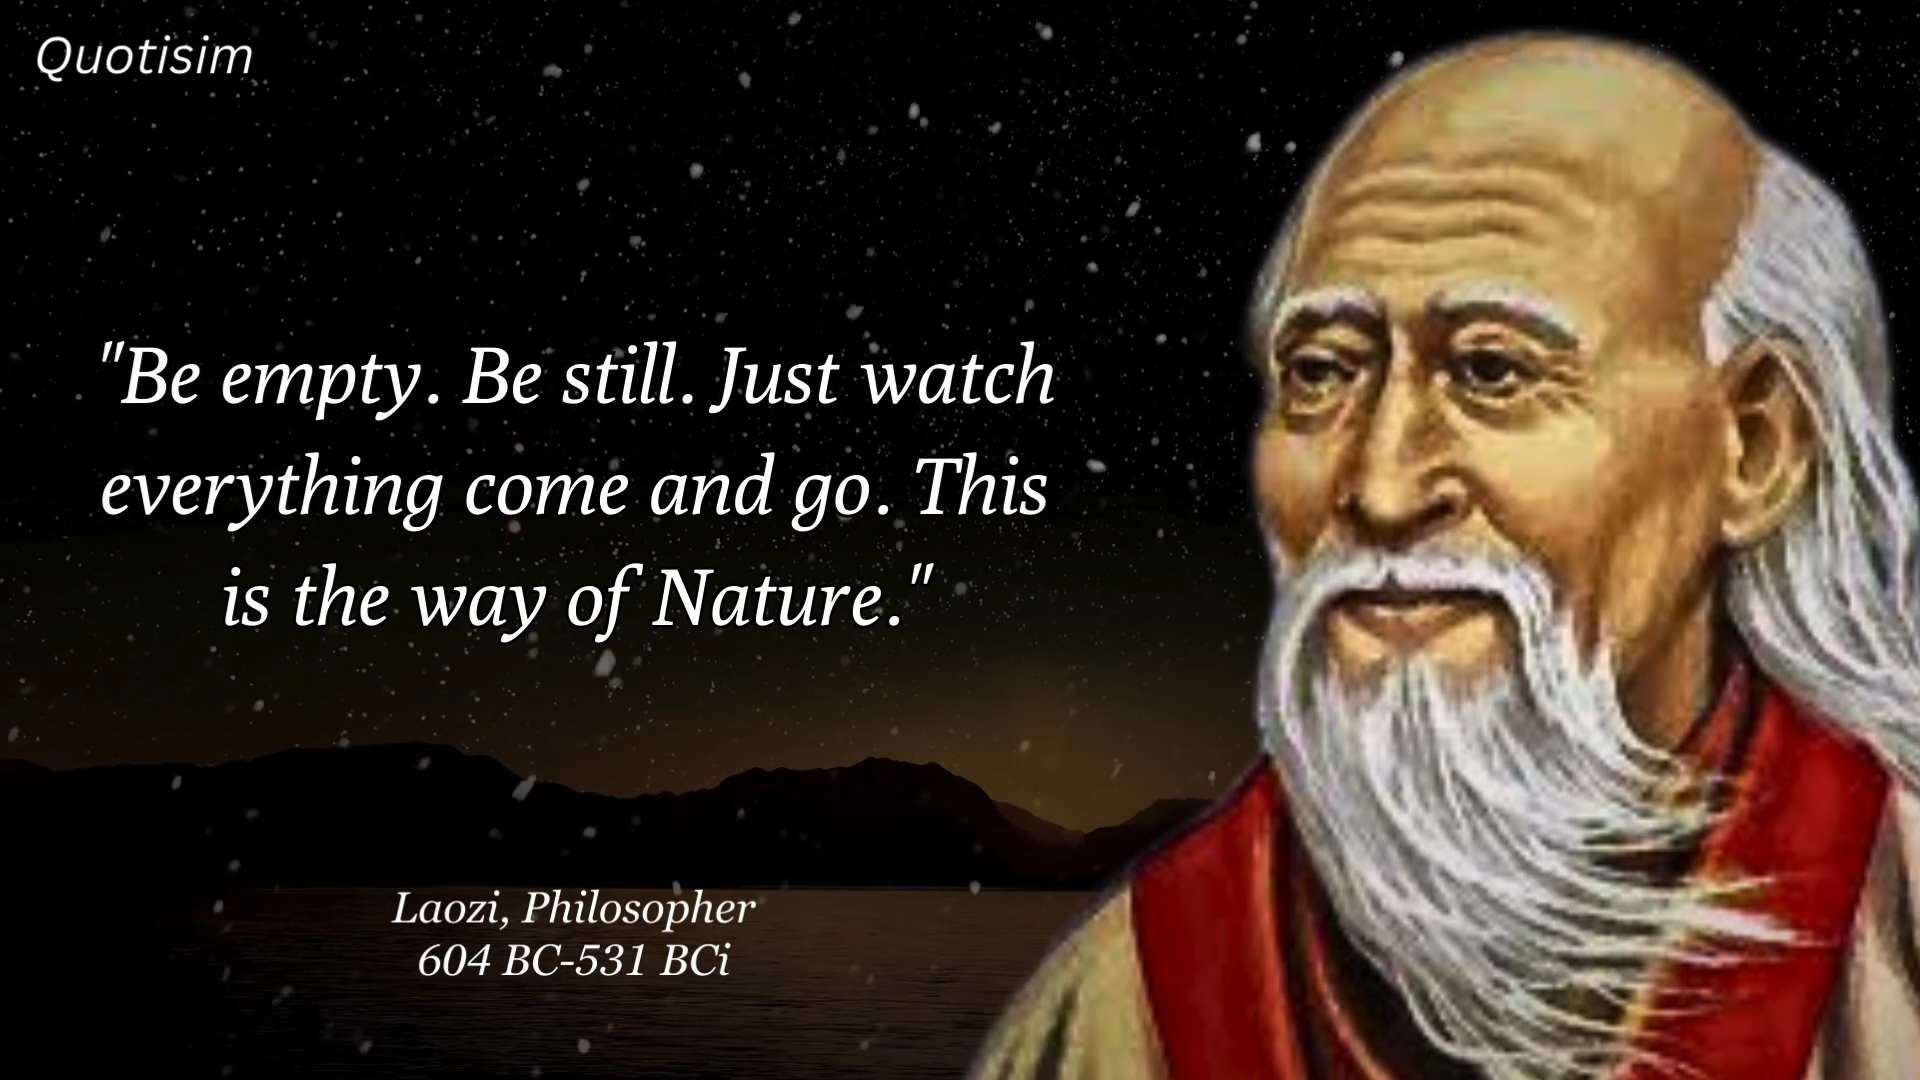 Quotisim
"Be empty. Be still. Just watch
everything come and go. This
is the way of Nature."
Laozi, Philosopher
604 BC-531 BCi